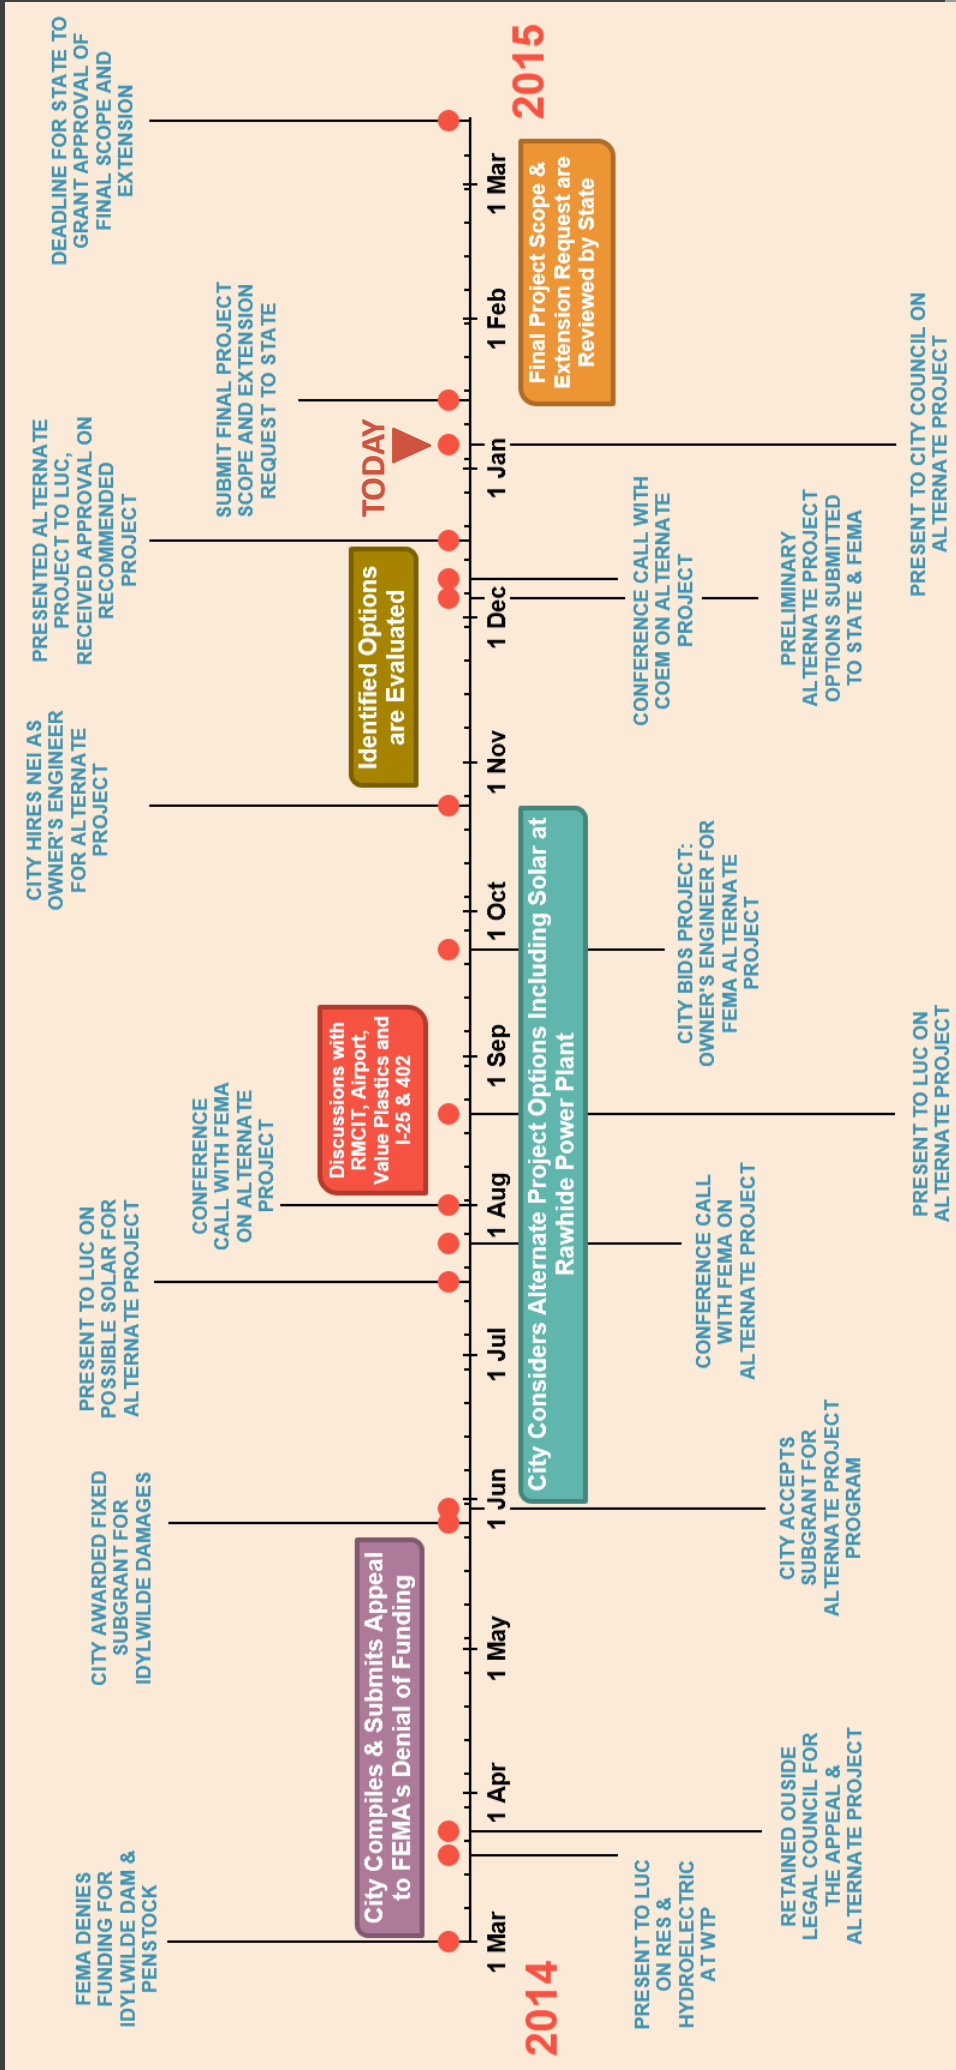 FEMA DENIES
FUNDING FOR
IDYLWILDE DAM &
PENSTOCK
CITY AWARDED FIXED
SUBGRANT FOR
IDYLWILDE DAMAGES
PRESENT TO LUC ON
POSSIBLE SOLAR FOR
ALTERNATE PROJECT
CONFERENCE
CALL WITH FEMA
ON ALTERNATE
PROJECT
CITY HIRES NEI AS
OWNER'S ENGINEER
FOR ALTERNATE
PROJECT
PRESENTED ALTERNATE
PROJECT TO LUC,
RECEIVED APPROVAL ON
RECOMMENDED
PROJECT
SUBMIT FINAL PROJECT
SCOPE AND EXTENSION
REQUEST TO STATE
DEADLINE FOR STATE TO
GRANT APPROVAL OF
FINAL SCOPE AND
EXTENSION
City Compiles & Submits Appeal
to FEMA's Denial of Funding
Discussions with
RMCIT, Airport,
Value Plastics and
I-25 & 402
Identified Options
are Evaluated
TODAY
1 Mar
1 Apr
1 May
1 Jun
1 Jul
1 Aug
1 Sep
1 Oct
1 Nov
1 Dec
1 Jan
1 Feb
1 Mar
2014
2015
City Considers Alternate Project Options Including Solar at
Rawhide Power Plant
Final Project Scope &
Extension Request are
Reviewed by State
PRESENT TO LUC
ON RES &
HYDROELECTRIC
AT WTP
RETAINED OUSIDE
LEGAL COUNCIL FOR
THE APPEAL &
ALTERNATE PROJECT
CITY ACCEPTS
SUBGRANT FOR
ALTERNATE PROJECT
PROGRAM
CONFERENCE CALL
WITH FEMA ON
ALTERNATE PROJECT
PRESENT TO LUC ON
ALTERNATE PROJECT
CITY BIDS PROJECT:
OWNER'S ENGINEER FOR
FEMA ALTERNATE
PROJECT
CONFERENCE CALL WITH
COEM ON ALTERNATE
PROJECT
PRELIMINARY
ALTERNATE PROJECT
OPTIONS SUBMITTED
TO STATE & FEMA
PRESENT TO CITY COUNCIL ON
ALTERNATE PROJECT